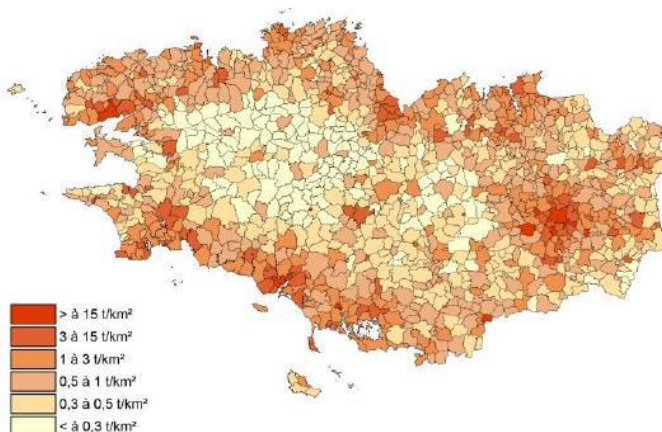 > à 15 t/km²
3 à 15 t/km²
1 à 3 t/km²
0,5 à 1 t/km²
0,3 à 0,5 t/km²
< à 0,3 t/km²